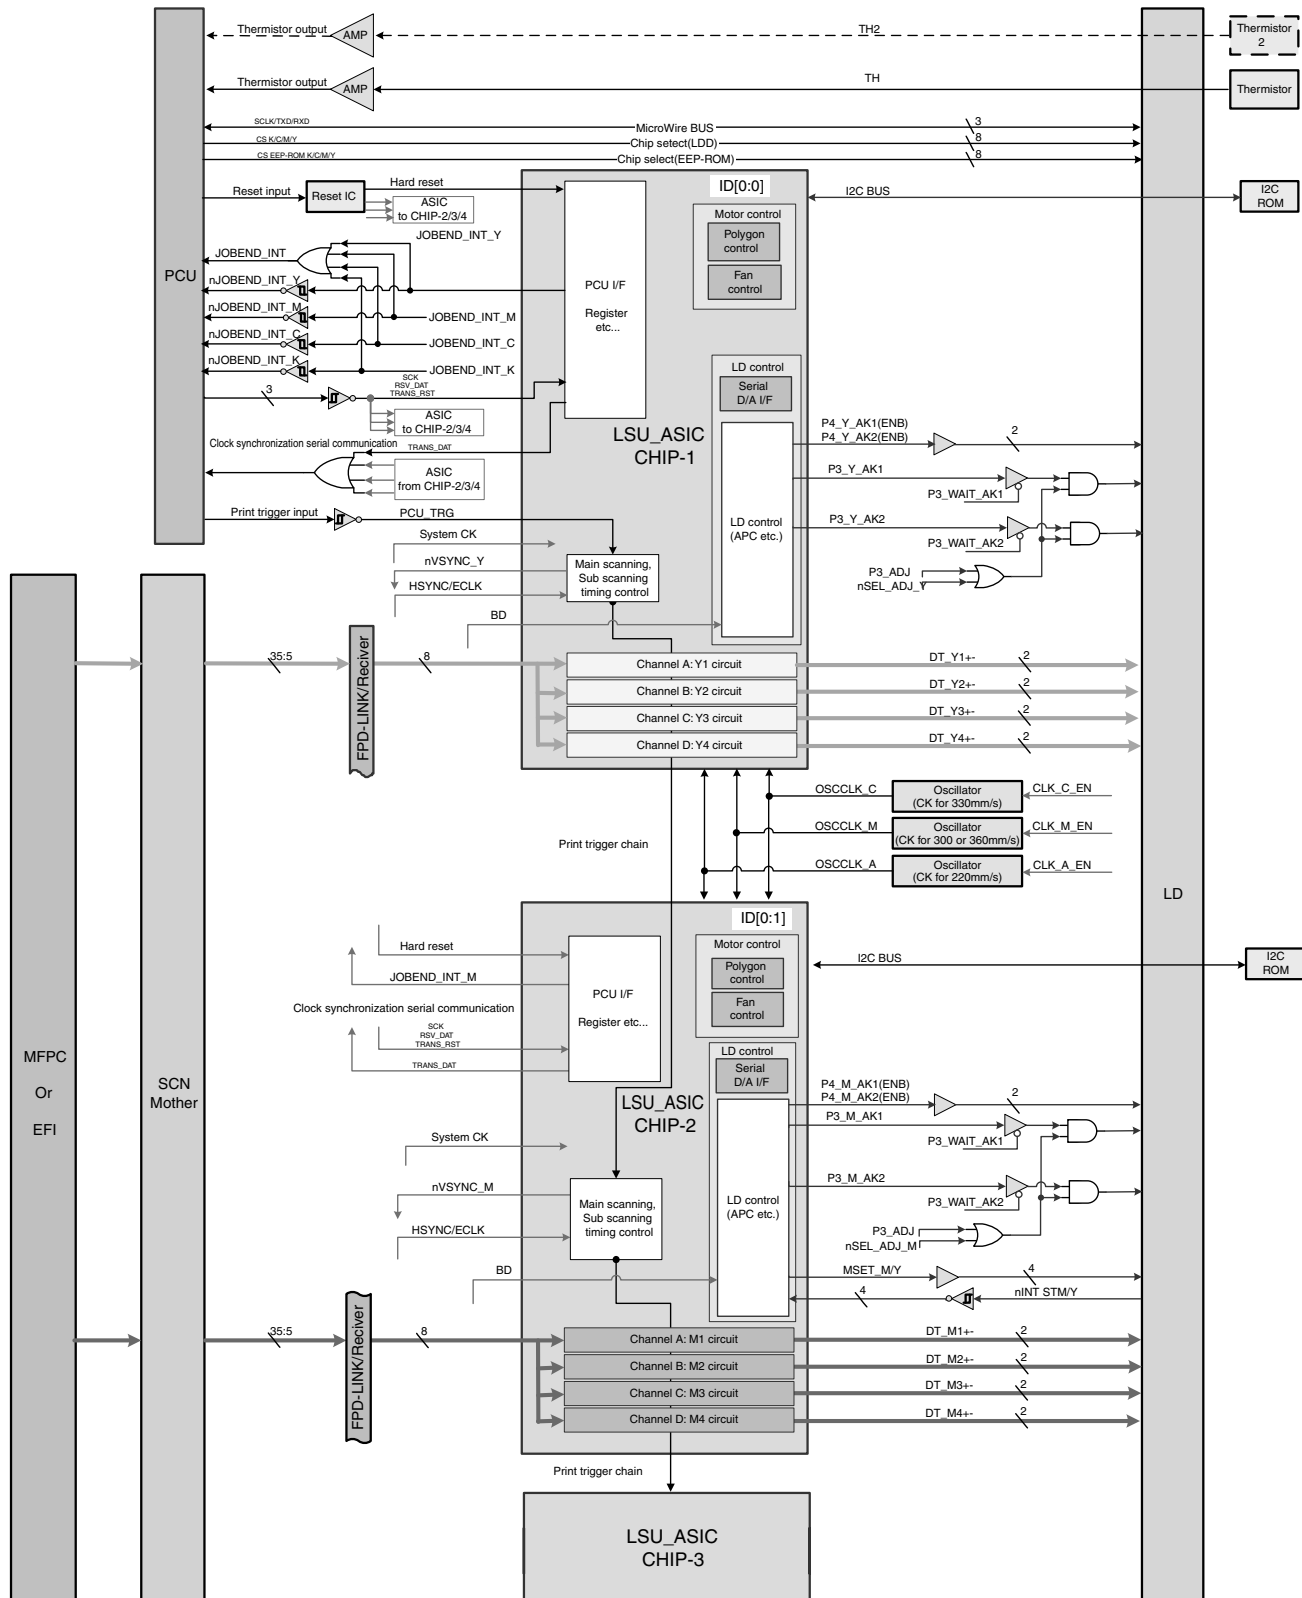 Thermistor output
AMP
TH2
Thermistor
2
Thermistor output
AMP
TH
Thermistor
SCLK/TXD/RXD
MicroWire BUS
3
CS K/C/M/Y
Chip select(LDD)
8
CS EEP-ROM K/C/M/Y
Chip select(EEP-ROM)
8
PCU
Reset input
Reset IC
Hard reset
ASIC
to CHIP-2/3/4
JOBEND_INT_Y
JOBEND_INT
nJOBEND_INT_Y
nJOBEND_INT_M
JOBEND_INT_M
nJOBEND_INT_C
JOBEND_INT_C
nJOBEND_INT_K
JOBEND_INT_K
3
SCK
RSV_DAT
TRANS_RST
ASIC
to CHIP-2/3/4
Clock synchronization serial communication
TRANS_DAT
ASIC
from CHIP-2/3/4
Print trigger input
PCU_TRG
PCU I/F
Register
etc...
ID[0:0]
Motor control
Polygon
control
Fan
control
I2C BUS
I2C
ROM
LD control
Serial
D/A I/F
LSU_ASIC
CHIP-1
LD control
(APC etc.)
P4_Y_AK1(ENB)
P4_Y_AK2(ENB)
2
P3_Y_AK1
P3_WAIT_AK1
P3_Y_AK2
P3_WAIT_AK2
P3_ADJ
nSEL_ADJ_Y
System CK
nVSYNC_Y
HSYNC/ECLK
Main scanning,
Sub scanning
timing control
BD
35:5
FPD-LINK/Reciver
8
Channel A: Y1 circuit
Channel B: Y2 circuit
Channel C: Y3 circuit
Channel D: Y4 circuit
DT_Y1+-
2
DT_Y2+-
2
DT_Y3+-
2
DT_Y4+-
2
OSCCLK_C
Oscillator
(CK for 330mm/s)
CLK_C_EN
OSCCLK_M
Oscillator
(CK for 300 or 360mm/s)
CLK_M_EN
OSCCLK_A
Oscillator
(CK for 220mm/s)
CLK_A_EN
Print trigger chain
LD
MFPC
Or
EFI
SCN
Mother
ID[0:1]
Motor control
Polygon
control
Fan
control
I2C BUS
I2C
ROM
Hard reset
JOBEND_INT_M
Clock synchronization serial communication
SCK
RSV_DAT
TRANS_RST
TRANS_DAT
PCU I/F
Register etc...
LD control
Serial
D/A I/F
LSU_ASIC
CHIP-2
LD control
(APC etc.)
P4_M_AK1(ENB)
P4_M_AK2(ENB)
2
P3_M_AK1
P3_WAIT_AK1
P3_M_AK2
P3_WAIT_AK2
P3_ADJ
nSEL_ADJ_M
MSET_M/Y
4
4
nINT STM/Y
System CK
nVSYNC_M
HSYNC/ECLK
Main scanning,
Sub scanning
timing control
BD
35:5
FPD-LINK/Reciver
8
Channel A: M1 circuit
Channel B: M2 circuit
Channel C: M3 circuit
Channel D: M4 circuit
DT_M1+-
2
DT_M2+-
2
DT_M3+-
2
DT_M4+-
2
Print trigger chain
LSU_ASIC
CHIP-3